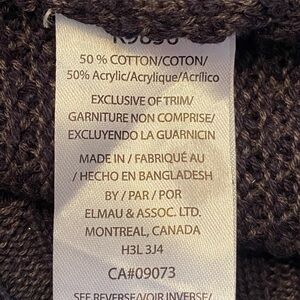 50 % COTTON/COTON/
50% Acrylic/Acrylique/Acrílico
EXCLUSIVE OF TRIM/
GARNITURE NON COMPRISE/
EXCLUYENDO LA GUARNICIN
MADE IN / FABRIQUÉ AU
/ HECHO EN BANGLADESH
BY / PAR / POR
ELMAU & ASSOC. LTD.
MONTREAL, CANADA
H3L 3J4
CA#09073
SEE REVERSE/VOIR INVERSE/